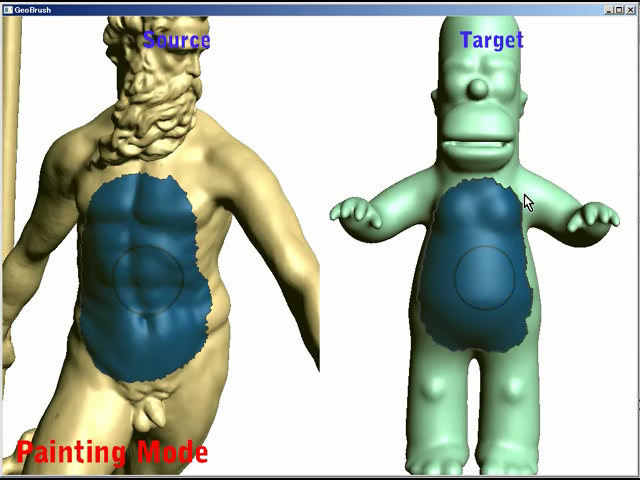 GeoBrush
Source
Target
Painting Mode